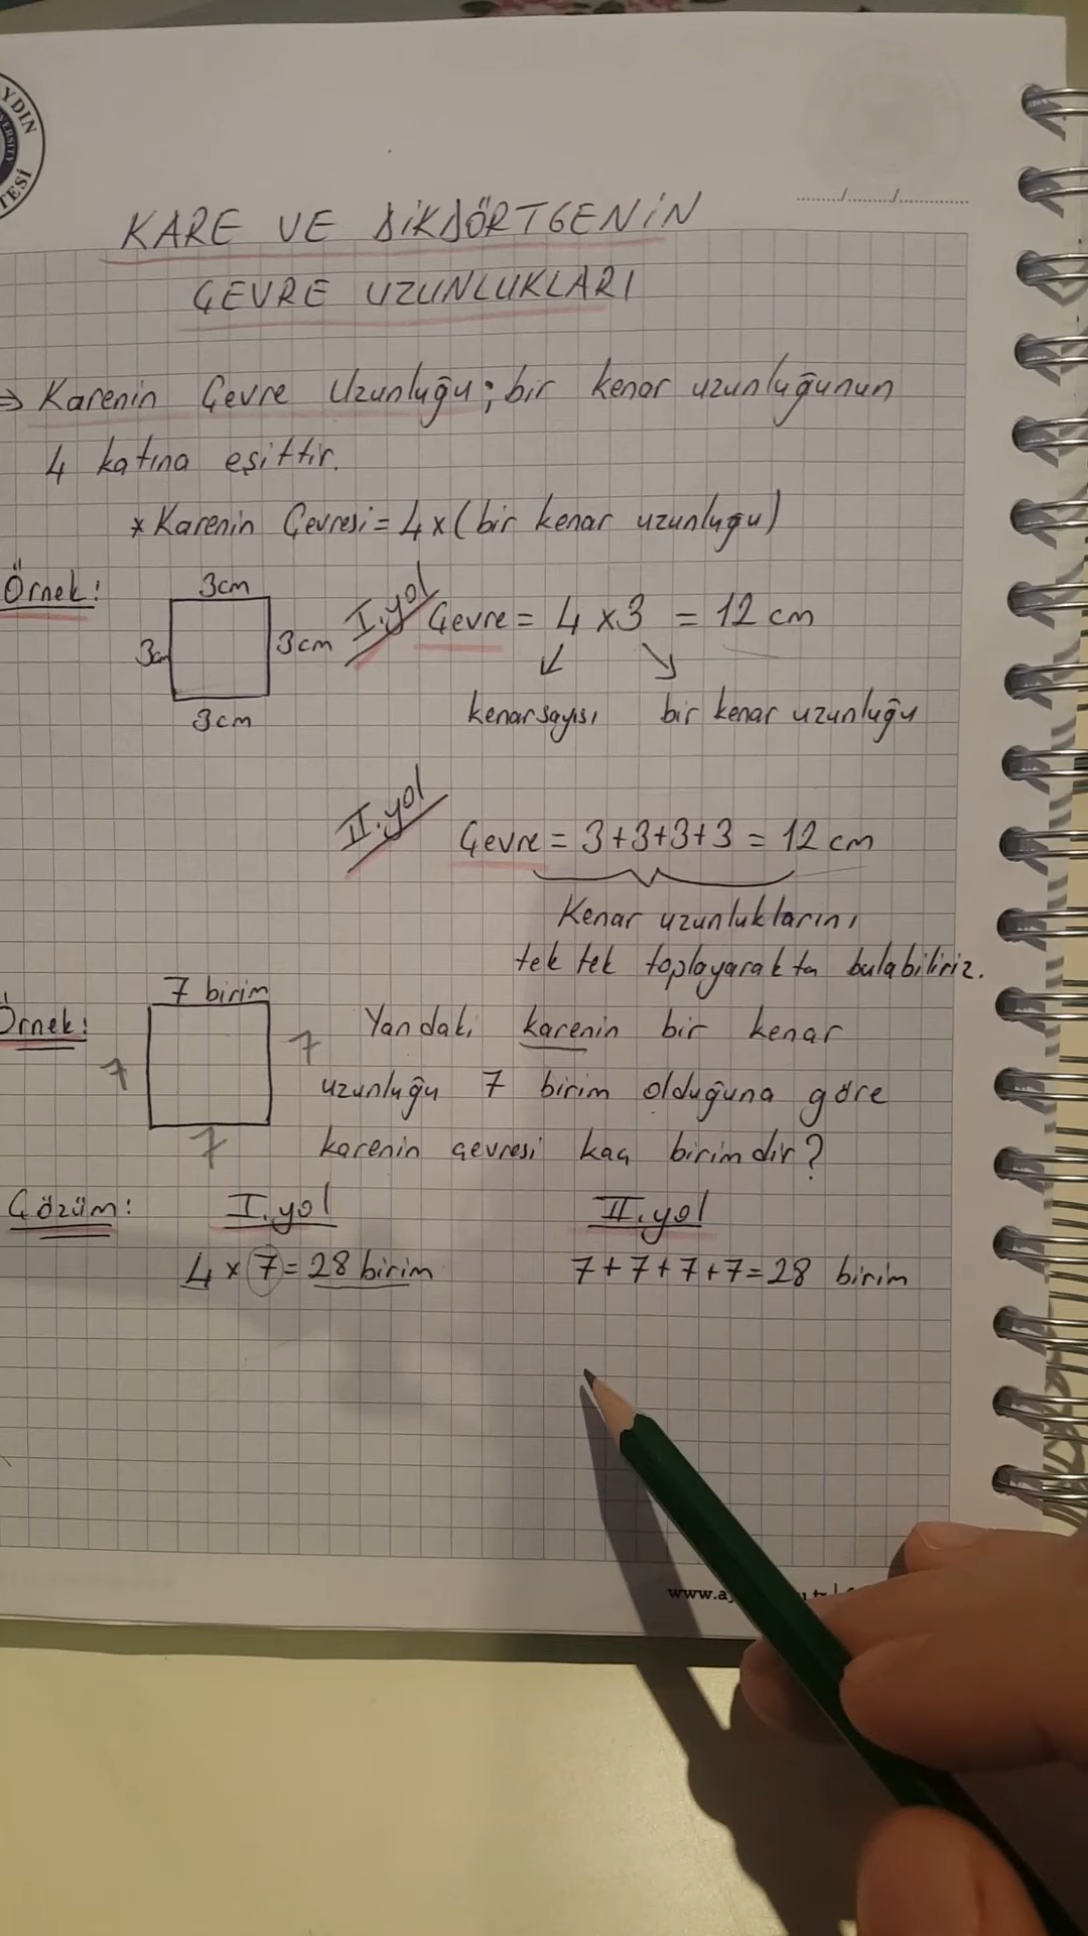 YDIN
TESİ
....../....../............
KARE VE DİKDÖRTGENİN
ÇEVRE UZUNLUKLARI
⇒ Karenin Çevre Uzunluğu; bir kenar uzunluğunun
4 katına eşittir.
* Karenin Çevresi = 4 x (bir kenar uzunluğu)
Örnek:
3cm
3cm
3cm
3cm
I. yol
Çevre = 4 x 3 = 12 cm
kenar sayısı bir kenar uzunluğu
II. yol
Çevre = 3+3+3+3 = 12 cm
Kenar uzunluklarını
tek tek toplayarakta bulabiliriz.
Örnek:
7 birim
7
7
7
Yandaki karenin bir kenar
uzunluğu 7 birim olduğuna göre
karenin çevresi kaç birimdir?
Çözüm: I. yol II. yol
4 x 7 = 28 birim 7+7+7+7=28 birim